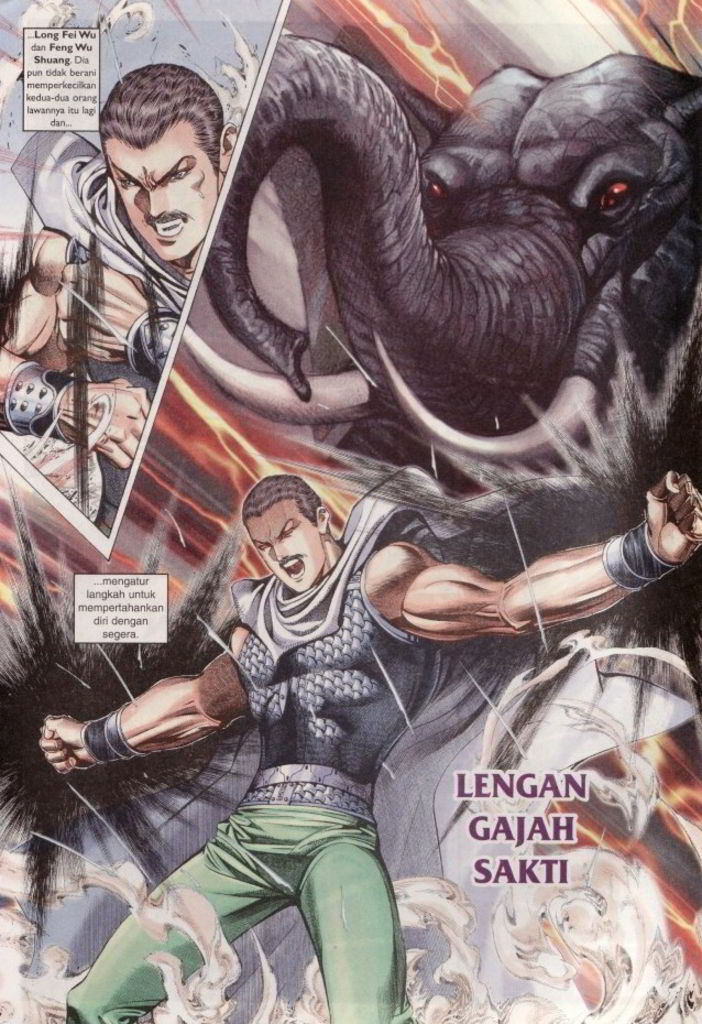 ...Long Fei Wu
dan Feng Wu
Shuang. Dia
pun tidak berani
memperkecilkan
kedua-dua orang
lawannya itu lagi
dan...
...mengatur
langkah untuk
mempertahankan
diri dengan
segera.
LENGAN
GAJAH
SAKTI